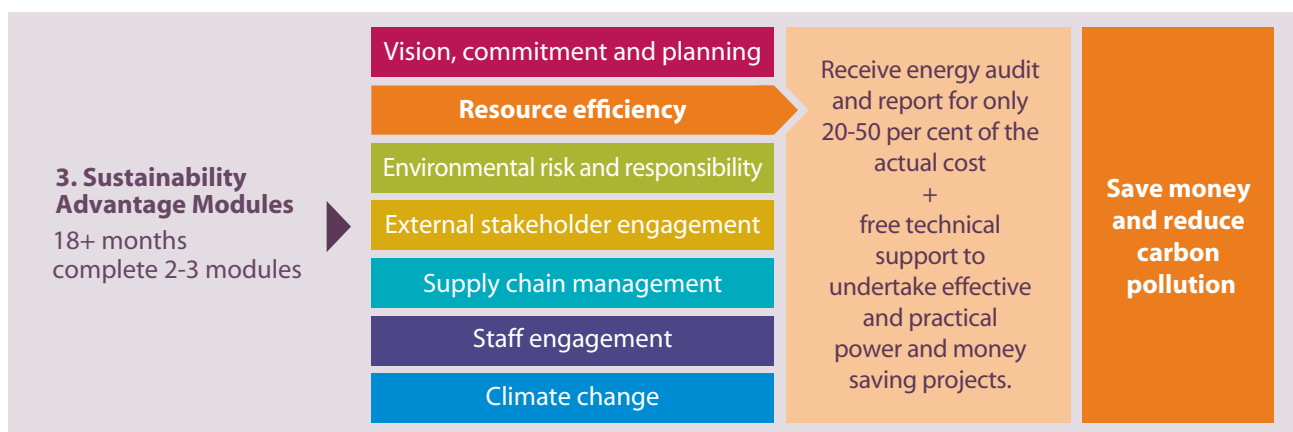 3. Sustainability
Advantage Modules
18+ months
complete 2-3 modules
Vision, commitment and planning
Resource efficiency
Environmental risk and responsibility
External stakeholder engagement
Supply chain management
Staff engagement
Climate change
Receive energy audit
and report for only
20-50 per cent of the
actual cost
+
free technical
support to
undertake effective
and practical
power and money
saving projects.
Save money
and reduce
carbon
pollution